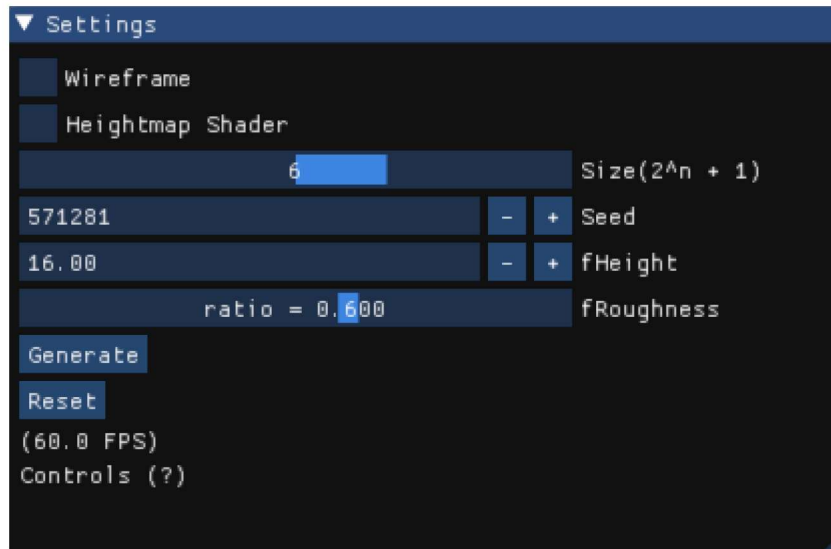 Settings
Wireframe
Heightmap Shader
6 Size(2^n + 1)
571281 - + Seed
16.00 - + fHeight
ratio = 0.600 fRoughness
Generate
Reset
(60.0 FPS)
Controls (?)